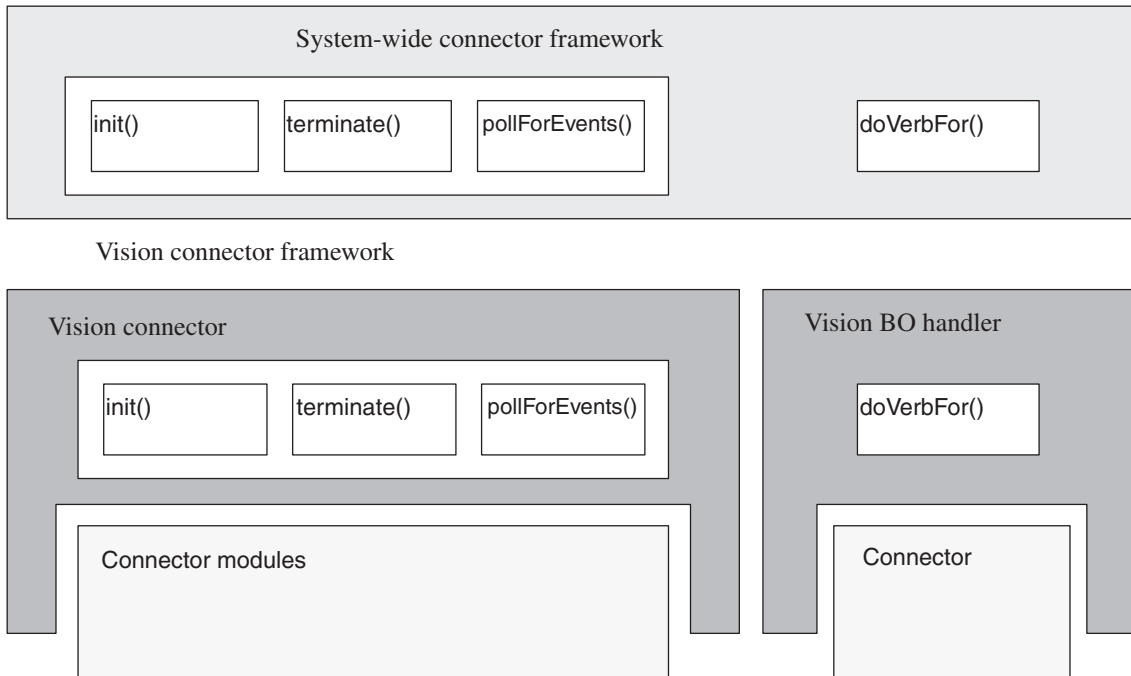 System-wide connector framework
init()
terminate()
pollForEvents()
doVerbFor()
Vision connector framework
Vision connector
init()
terminate()
pollForEvents()
Connector modules
Vision BO handler
doVerbFor()
Connector